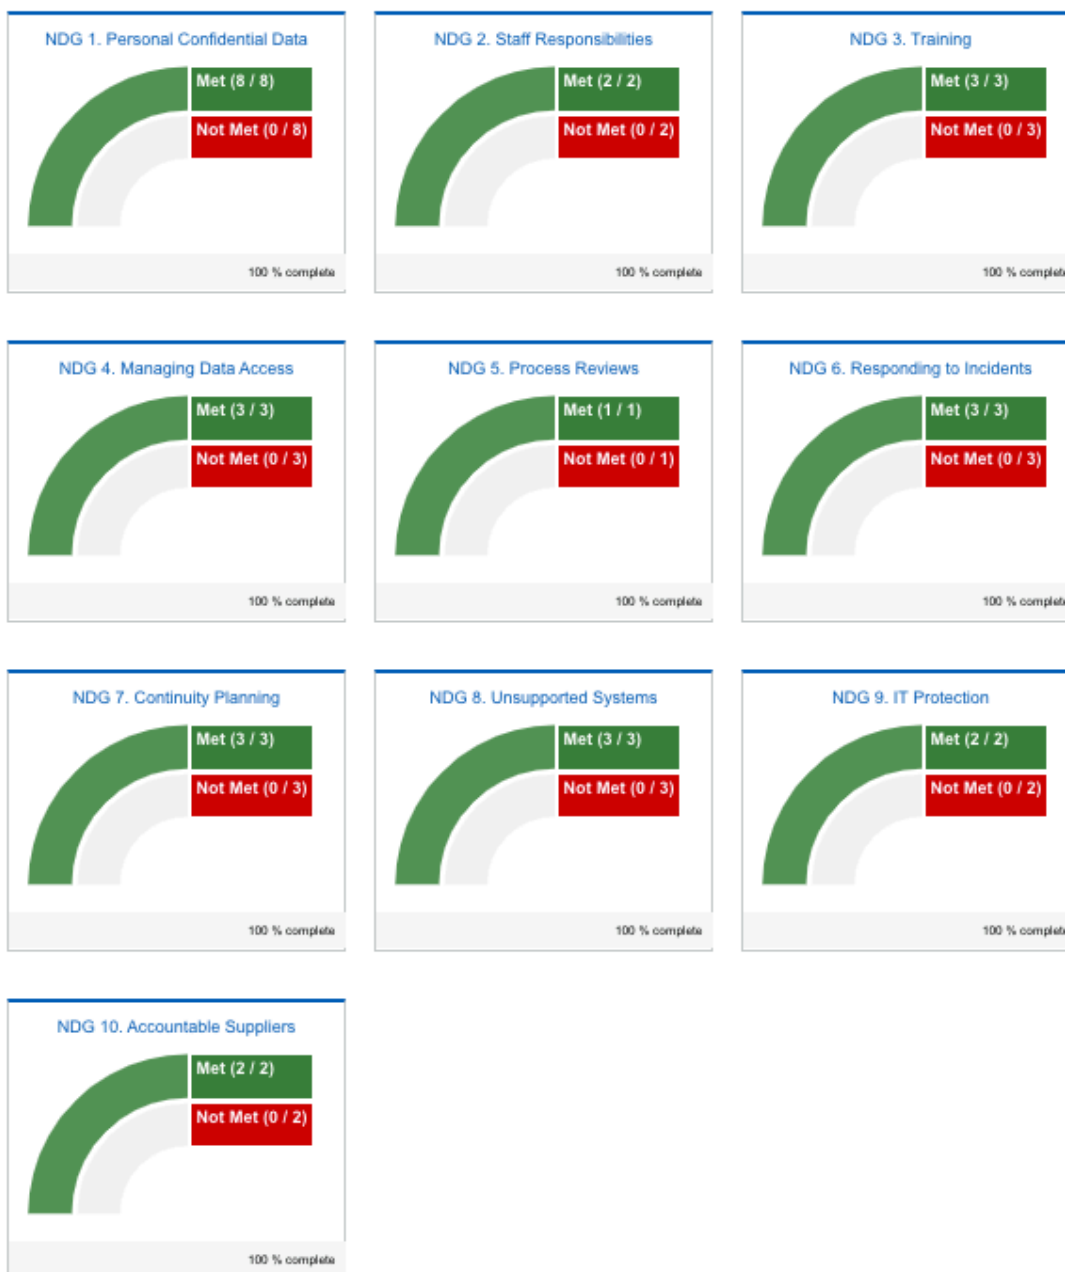 NDG 1. Personal Confidential Data
Met (8 / 8)
Not Met (0 / 8)
100 % complete
NDG 2. Staff Responsibilities
Met (2 / 2)
Not Met (0 / 2)
100 % complete
NDG 3. Training
Met (3 / 3)
Not Met (0 / 3)
100 % complet
NDG 4. Managing Data Access
Met (3 / 3)
Not Met (0 / 3)
100 % complete
NDG 5. Process Reviews
Met (1 / 1)
Not Met (0 / 1)
100 % complete
NDG 6. Responding to Incidents
Met (3 / 3)
Not Met (0 / 3)
100 % complet
NDG 7. Continuity Planning
Met (3 / 3)
Not Met (0 / 3)
100 % complete
NDG 8. Unsupported Systems
Met (3 / 3)
Not Met (0 / 3)
100 % complete
NDG 9. IT Protection
Met (2 / 2)
Not Met (0 / 2)
100 % complet
NDG 10. Accountable Suppliers
Met (2 / 2)
Not Met (0 / 2)
100 % complete